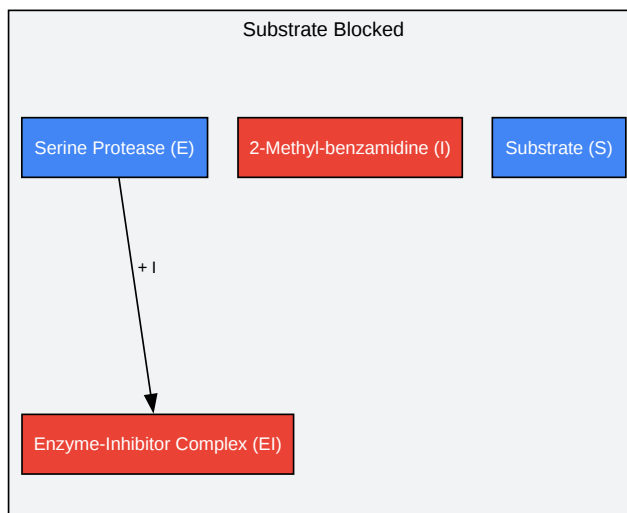 Substrate Blocked
Serine Protease (E)
2-Methyl-benzamidine (I)
Substrate (S)
+ I
Enzyme-Inhibitor Complex (EI)